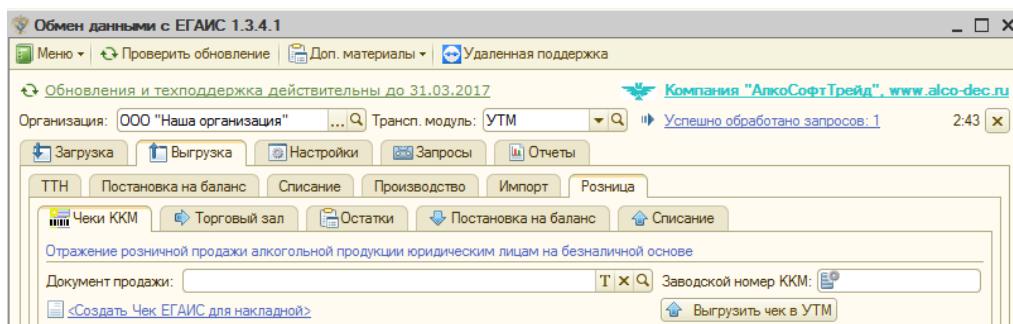 Обмен данными с ЕГАИС 1.3.4.1
Меню Проверить обновление Доп. материалы Удаленная поддержка
Обновления и техподдержка действительны до 31.03.2017 Компания "АлкоСофтТрейд", www.alco-dec.ru
Организация: ООО "Наша организация" ... Трансп. модуль: УТМ Успешно обработано запросов: 1 2:43
Загрузка Выгрузка Настройки Запросы Отчеты
ТТН Постановка на баланс Списание Производство Импорт Розница
Чеки ККМ Торговый зал Остатки Постановка на баланс Списание
Отражение розничной продажи алкогольной продукции юридическим лицам на безналичной основе
Документ продажи: T Заводской номер ККМ:
<Создать Чек ЕГАИС для накладной> Выгрузить чек в УТМ